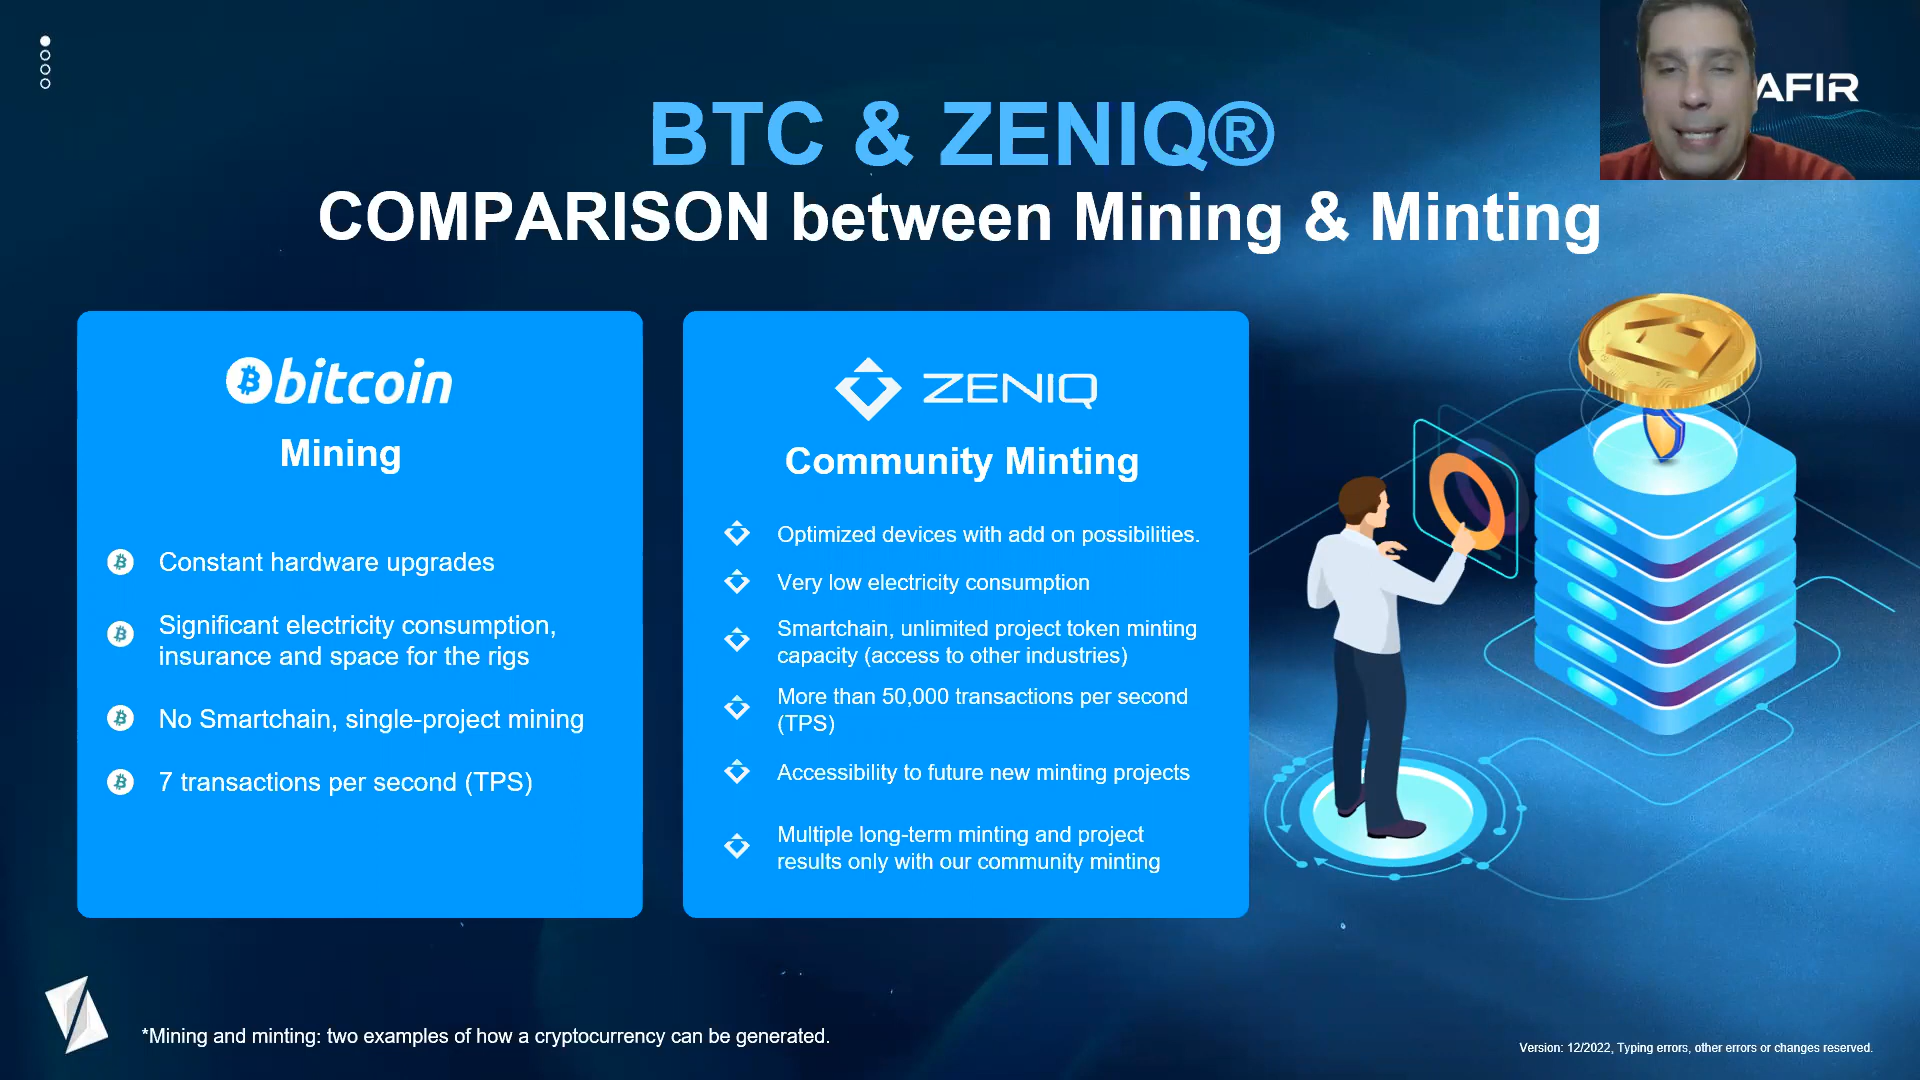 AFIR
BTC & ZENIQ®
COMPARISON between Mining & Minting
bitcoin
Mining
Constant hardware upgrades
Significant electricity consumption,
insurance and space for the rigs
No Smartchain, single-project mining
7 transactions per second (TPS)
ZENIQ
Community Minting
Optimized devices with add on possibilities.
Very low electricity consumption
Smartchain, unlimited project token minting
capacity (access to other industries)
More than 50,000 transactions per second
(TPS)
Accessibility to future new minting projects
Multiple long-term minting and project
results only with our community minting
*Mining and minting: two examples of how a cryptocurrency can be generated.
Version: 12/2022, Typing errors, other errors or changes reserved.